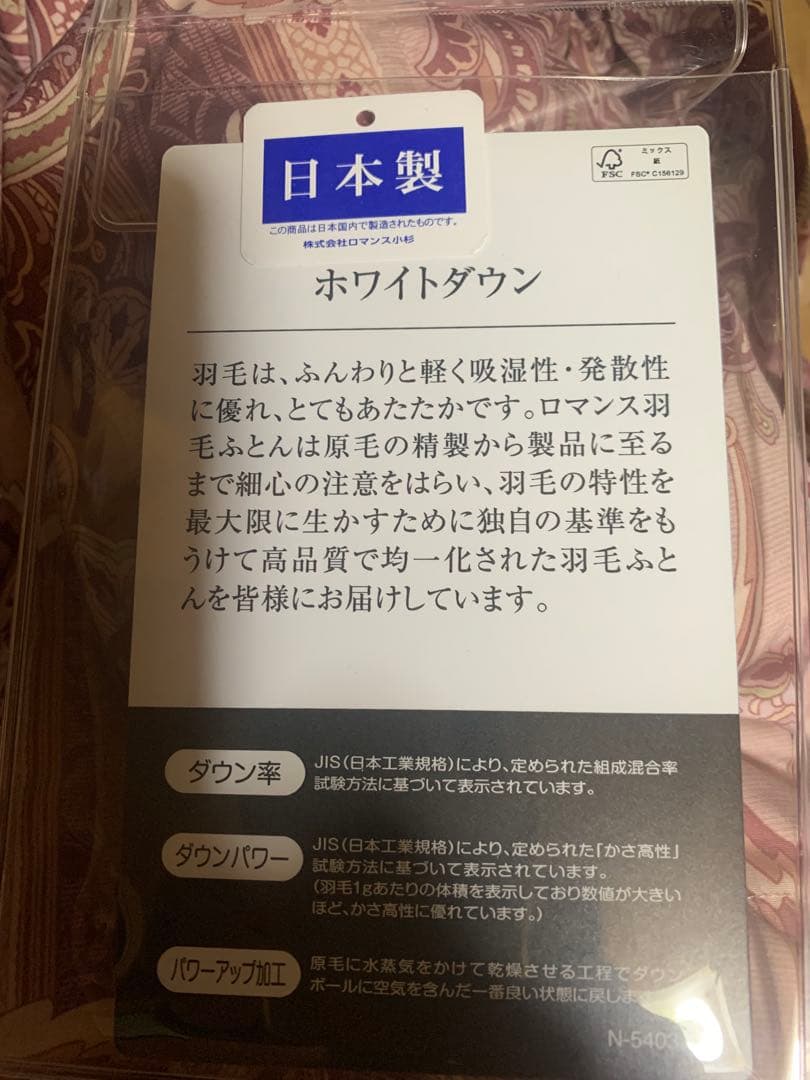 日本製
この商品は日本国内で製造されたものです。
株式会社ロマンス小杉
FSC
ミックス
紙
FSC® C156129
ホワイトダウン
羽毛は、ふんわりと軽く吸湿性・発散性
に優れ、とてもあたたかです。ロマンス羽
毛ふとんは原毛の精製から製品に至る
まで細心の注意をはらい、羽毛の特性を
最大限に生かすために独自の基準をも
うけて高品質で均一化された羽毛ふと
んを皆様にお届けしています。
ダウン率
JIS(日本工業規格)により、定められた組成混合率
試験方法に基づいて表示されています。
ダウンパワー
JIS(日本工業規格)により、定められた「かさ高性」
試験方法に基づいて表示されています。
(羽毛1gあたりの体積を表示しており数値が大きい
ほど、かさ高性に優れています。)
パワーアップ加工
原毛に水蒸気をかけて乾燥させる工程でダウン
ボールに空気を含んだ一番良い状態に戻しま
N-5403